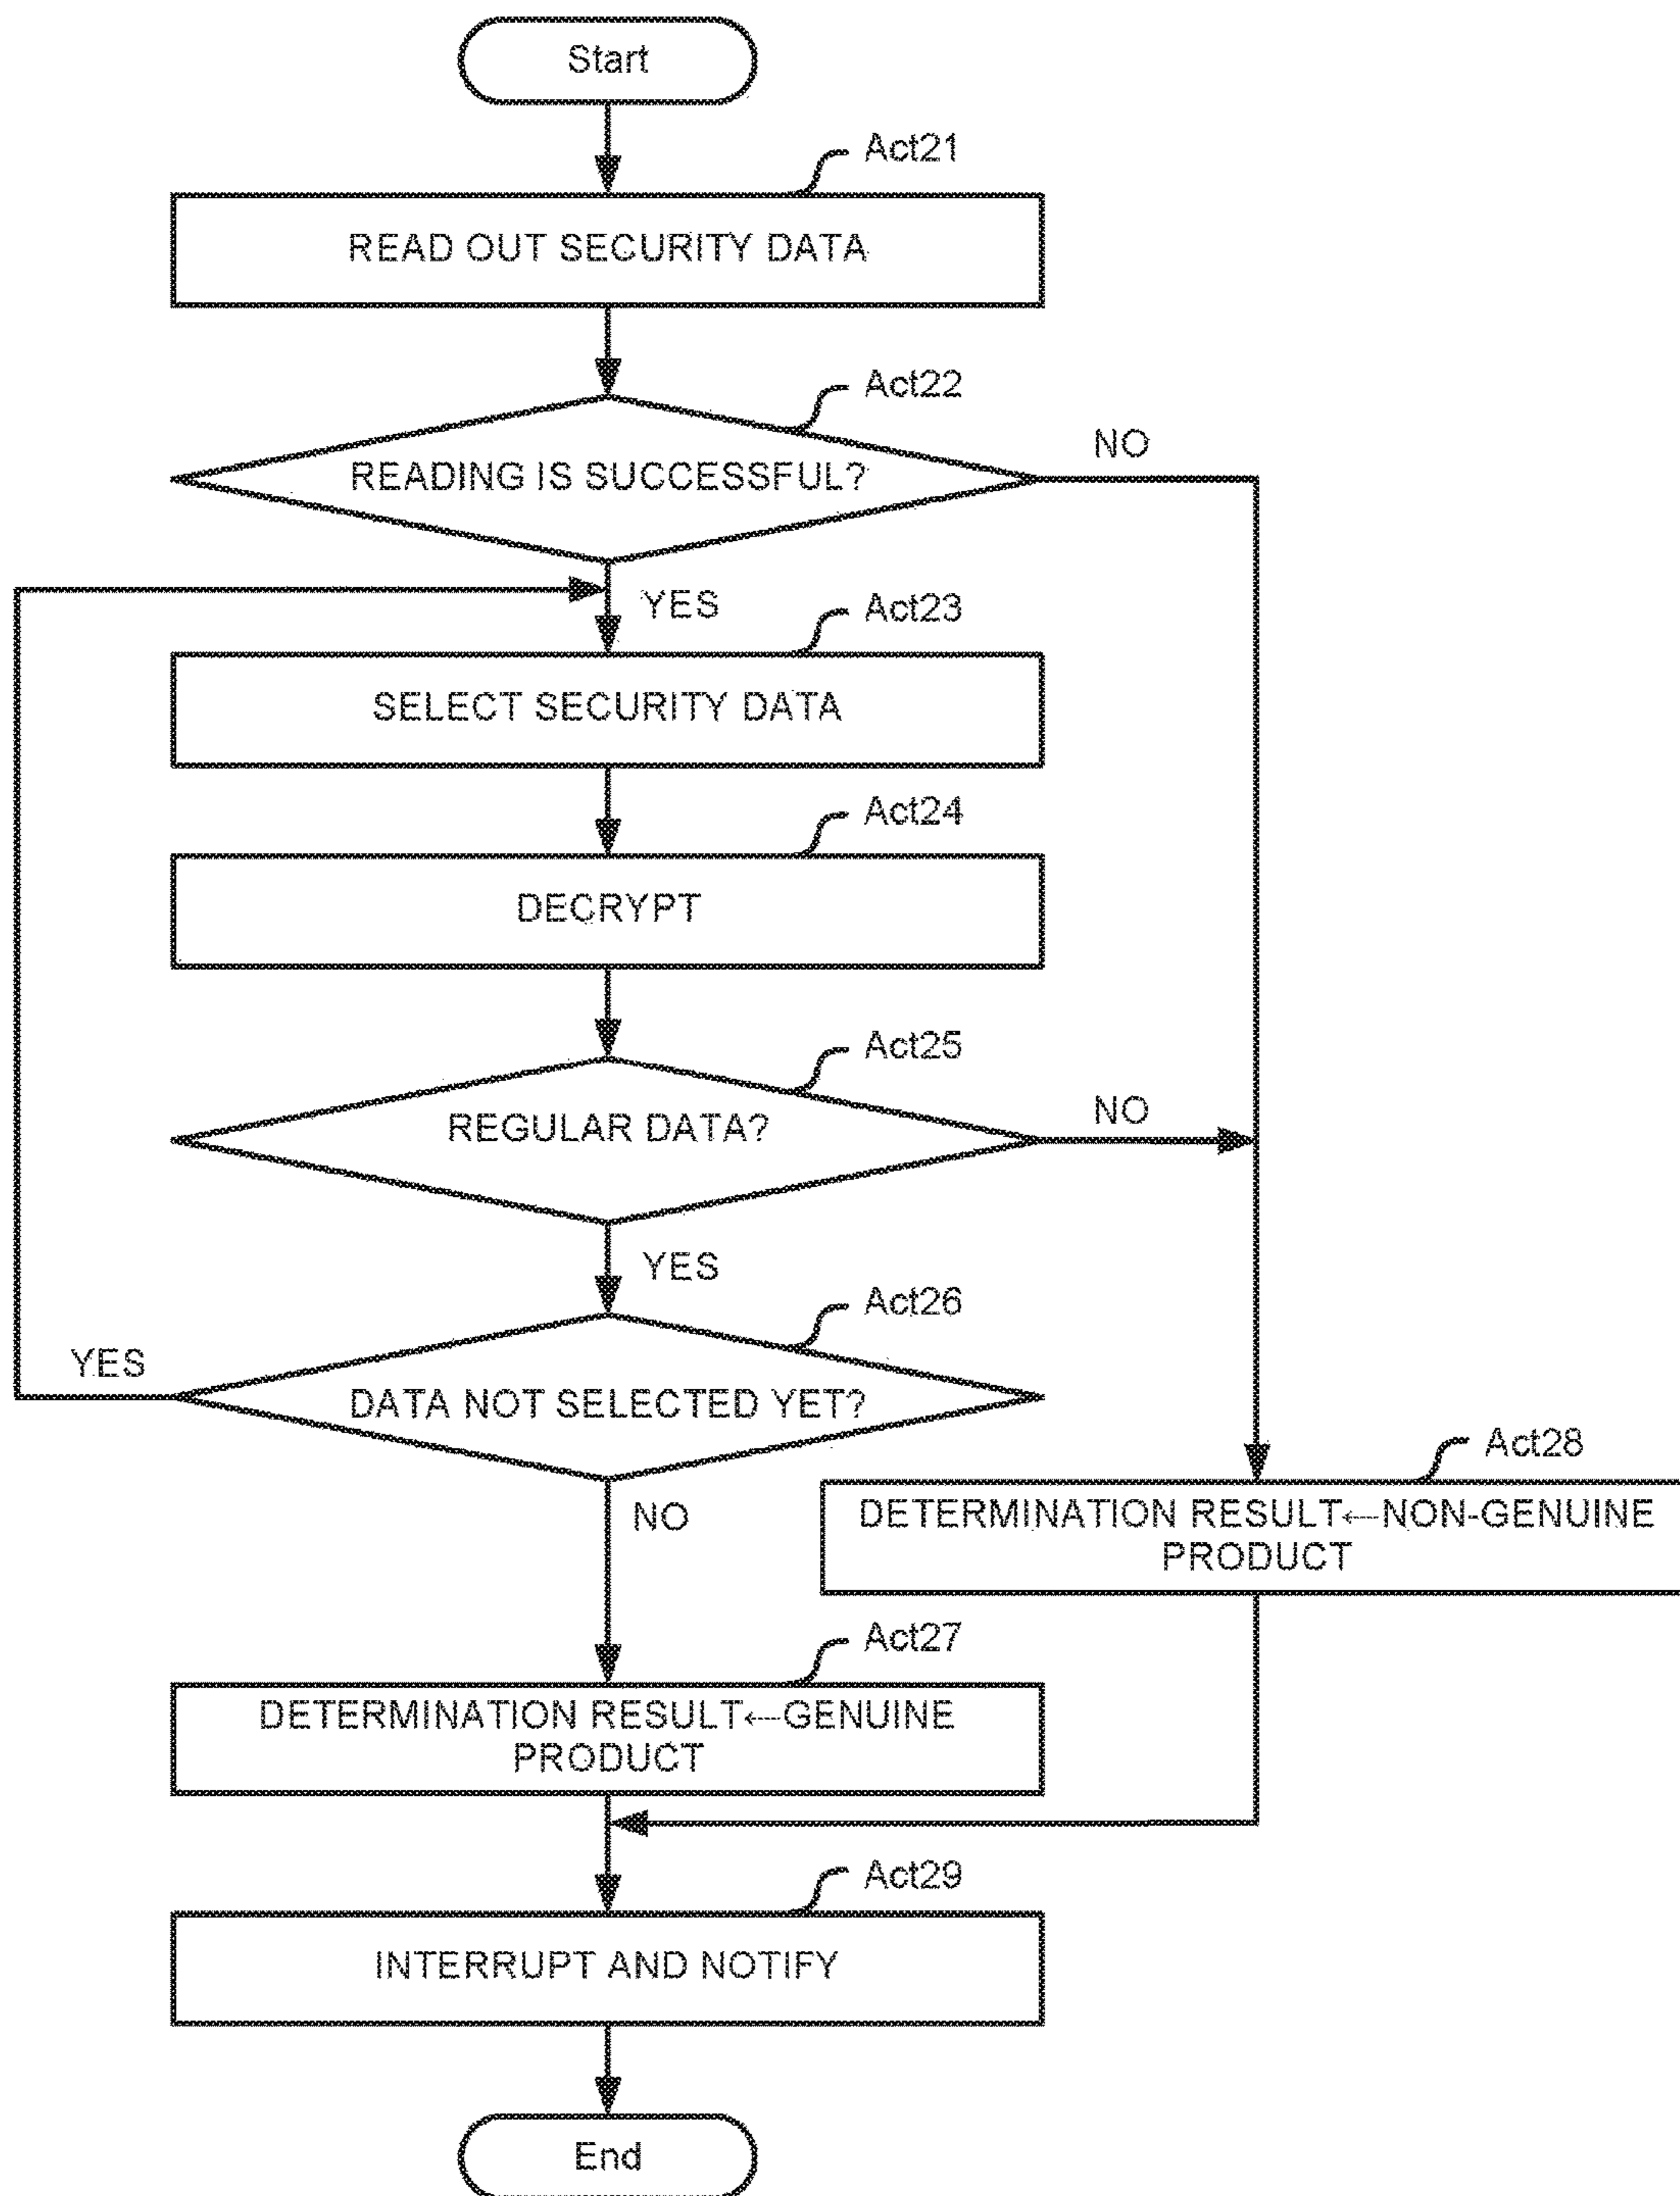 Start
Act21
READ OUT SECURITY DATA
Act22
NO
READING IS SUCCESSFUL?
YES
Act23
SELECT SECURITY DATA
Act24
DECRYPT
Act25
NO
REGULAR DATA?
YES
Act26
YES
DATA NOT SELECTED YET?
Act28
NO
DETERMINATION RESULT←NON-GENUINE
PRODUCT
Act27
DETERMINATION RESULT←GENUINE
PRODUCT
Act29
INTERRUPT AND NOTIFY
End